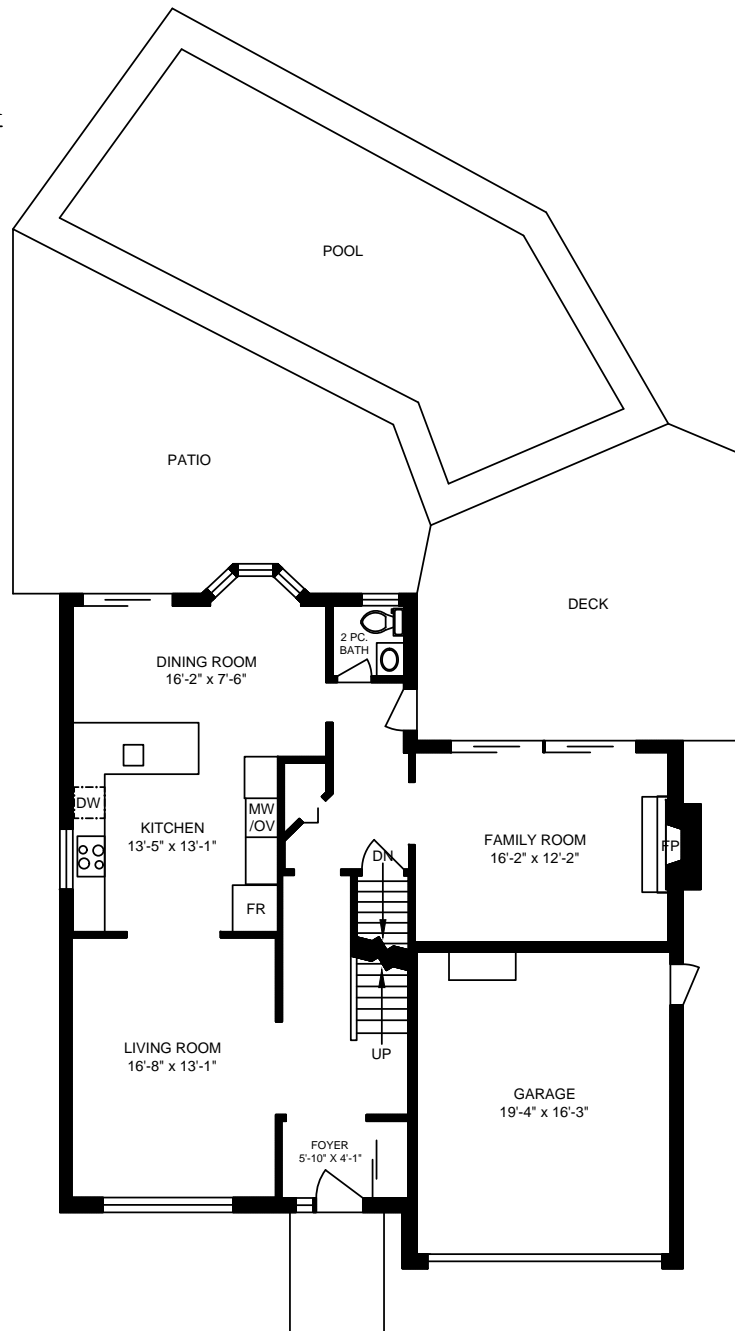 POOL
PATIO
DECK
2 PC.
BATH
DINING ROOM
16'-2" x 7'-6"
DW
MW
/OV
KITCHEN
13'-5" x 13'-1"
FAMILY ROOM
16'-2" x 12'-2"
FP
DN
FR
LIVING ROOM
16'-8" x 13'-1"
UP
GARAGE
19'-4" x 16'-3"
FOYER
5'-10" X 4'-1"